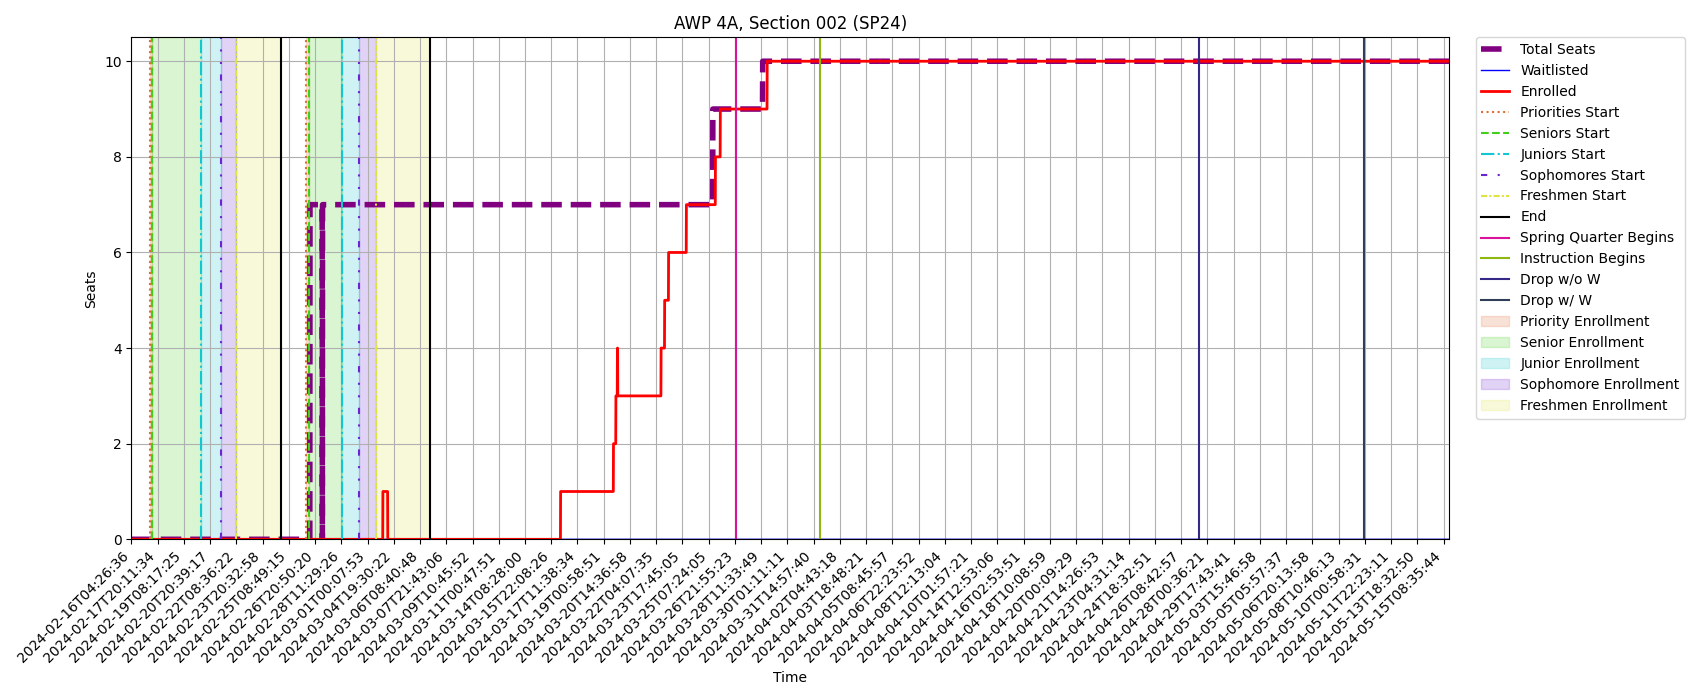 AWP 4A, Section 002 (SP24)
10
8
6
4
2
0
Seats
2024-02-16T04:26:36
2024-02-17T20:11:34
2024-02-19T08:17:25
2024-02-20T20:39:17
2024-02-22T08:36:22
2024-02-23T20:32:58
2024-02-25T08:49:15
2024-02-26T20:50:20
2024-02-28T11:29:26
2024-03-01T00:07:53
2024-03-04T19:30:22
2024-03-06T08:40:48
2024-03-07T21:43:06
2024-03-09T10:45:52
2024-03-11T00:47:51
2024-03-14T08:28:00
2024-03-15T22:08:26
2024-03-17T11:38:34
2024-03-19T00:58:51
2024-03-20T14:36:58
2024-03-22T04:07:35
2024-03-23T17:45:05
2024-03-25T07:24:05
2024-03-26T21:55:23
2024-03-28T11:33:49
2024-03-30T01:11:11
2024-03-31T14:57:40
2024-04-02T04:43:18
2024-04-03T18:48:21
2024-04-05T08:45:57
2024-04-06T22:23:52
2024-04-08T12:13:04
2024-04-10T01:57:21
2024-04-14T12:53:06
2024-04-16T02:53:51
2024-04-18T10:08:59
2024-04-20T00:09:29
2024-04-21T14:26:53
2024-04-23T04:31:14
2024-04-24T18:32:51
2024-04-26T08:42:57
2024-04-28T00:36:21
2024-04-29T17:43:41
2024-05-03T15:46:58
2024-05-05T05:57:37
2024-05-06T20:13:58
2024-05-08T10:46:13
2024-05-10T00:58:31
2024-05-11T22:23:11
2024-05-13T18:32:50
2024-05-15T08:35:44
Time
Total Seats
Waitlisted
Enrolled
Priorities Start
Seniors Start
Juniors Start
Sophomores Start
Freshmen Start
End
Spring Quarter Begins
Instruction Begins
Drop w/o W
Drop w/ W
Priority Enrollment
Senior Enrollment
Junior Enrollment
Sophomore Enrollment
Freshmen Enrollment